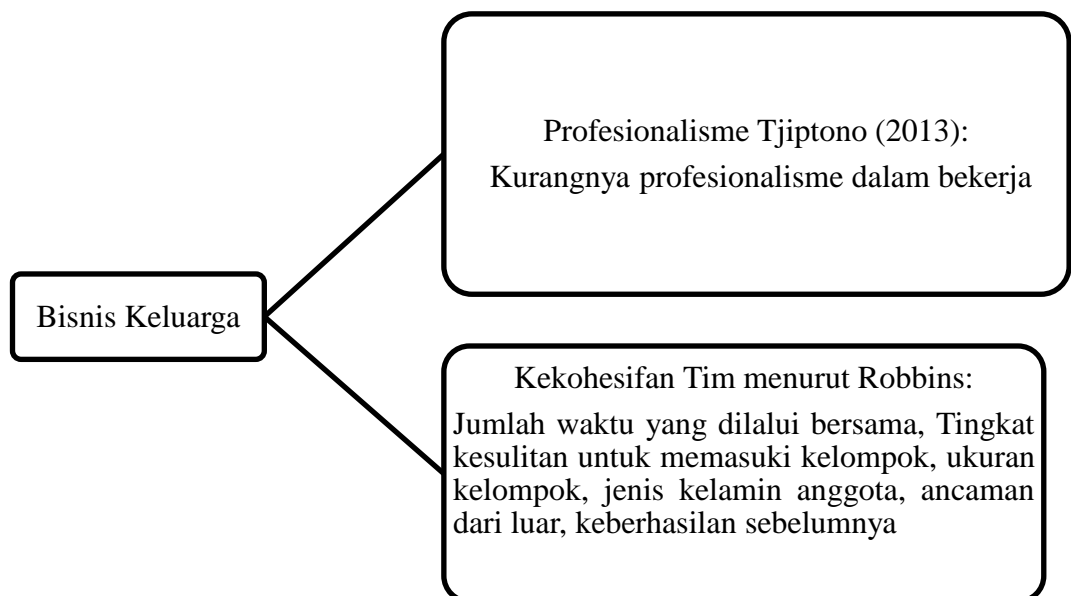 Profesionalisme Tjiptono (2013):
Kurangnya profesionalisme dalam bekerja
Bisnis Keluarga
Kekohesifan Tim menurut Robbins:
Jumlah waktu yang dilalui bersama, Tingkat
kesulitan untuk memasuki kelompok, ukuran
kelompok, jenis kelamin anggota, ancaman
dari luar, keberhasilan sebelumnya